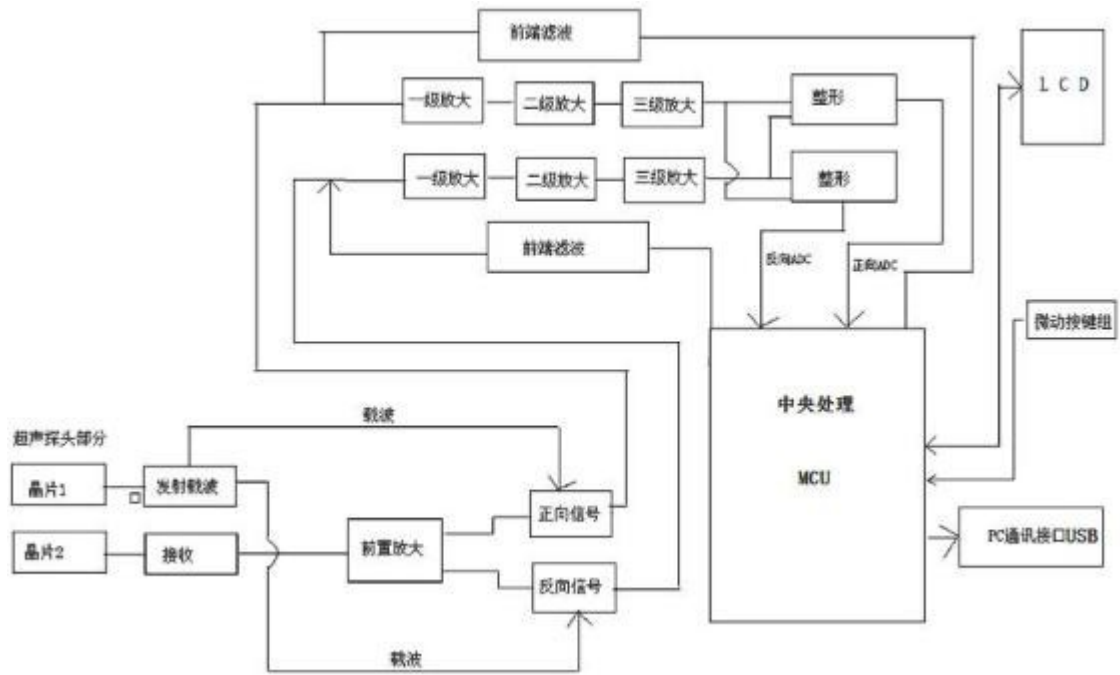 前端滤波
LCD
一级放大 二级放大 三级放大 整形
一级放大 二级放大 三级放大 整形
前端滤波
反向ADC 正向ADC
微动按键组
中央处理
MCU
载波
超声探头部分
晶片1 发射载波 正向信号
前置放大
PC通讯接口USB
晶片2 接收
反向信号
载波